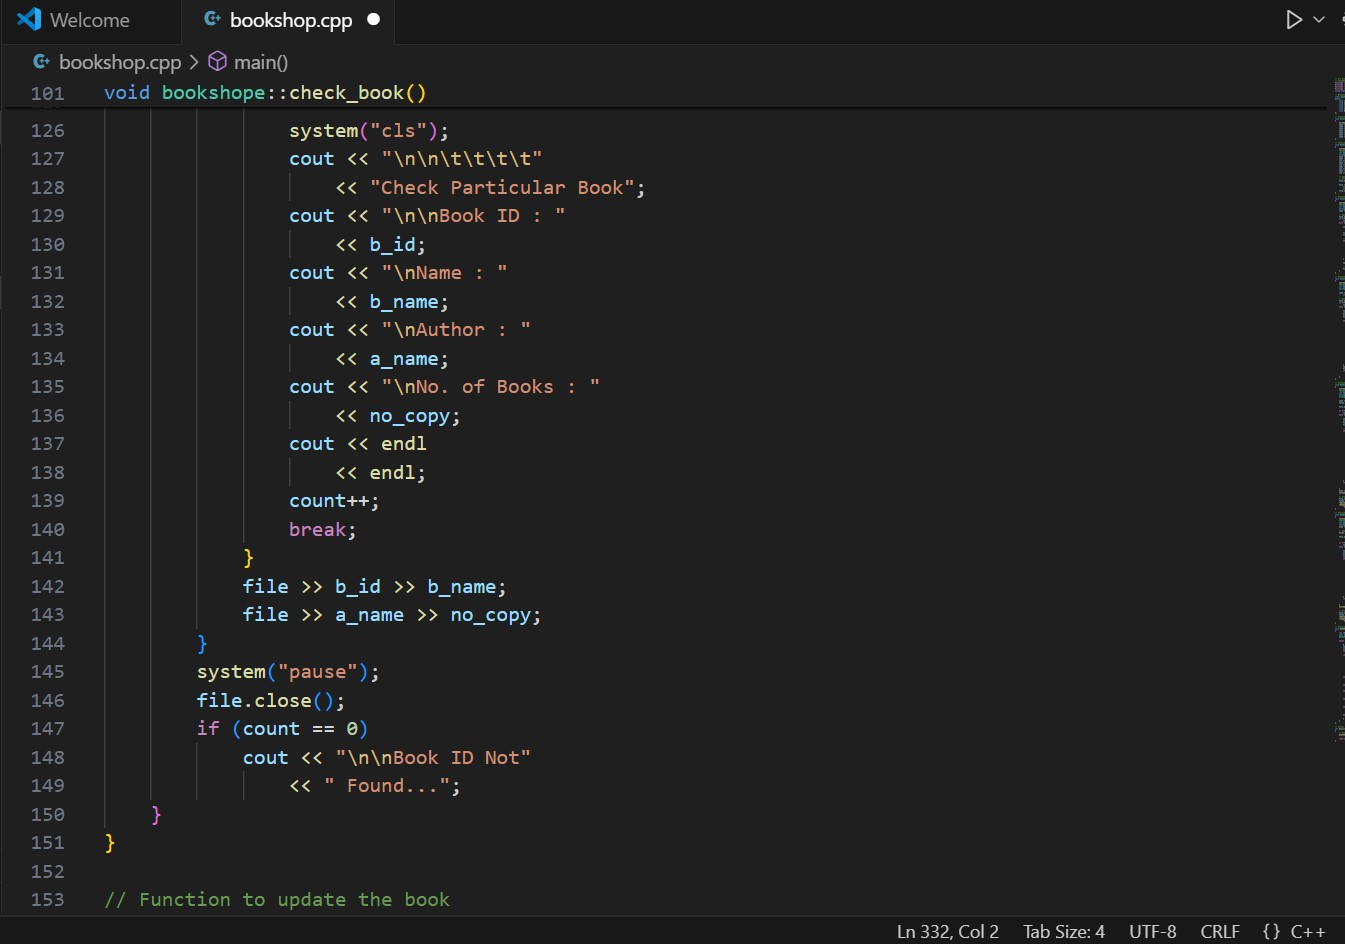 Welcome
bookshop.cpp
bookshop.cpp > main()
101 void bookshope::check_book()
126 system("cls");
127 cout << "\n\n\t\t\t\t"
128 << "Check Particular Book";
129 cout << "\n\nBook ID : "
130 << b_id;
131 cout << "\nName : "
132 << b_name;
133 cout << "\nAuthor : "
134 << a_name;
135 cout << "\nNo. of Books : "
136 << no_copy;
137 cout << endl
138 << endl;
139 count++;
140 break;
141 }
142 file >> b_id >> b_name;
143 file >> a_name >> no_copy;
144 }
145 system("pause");
146 file.close();
147 if (count == 0)
148 cout << "\n\nBook ID Not"
149 << " Found...";
150 }
151 }
152
153 // Function to update the book
Ln 332, Col 2 Tab Size: 4 UTF-8 CRLF {} C++